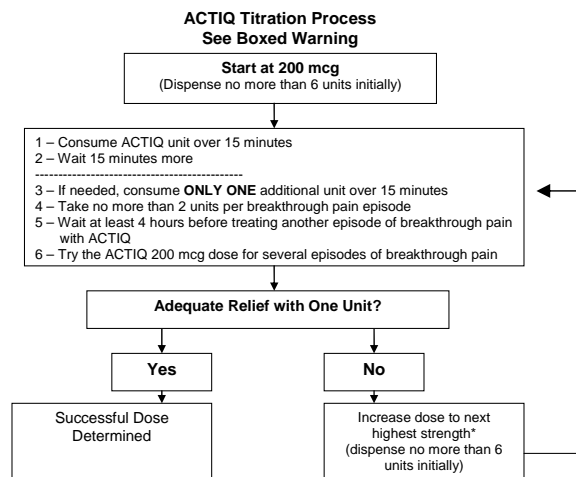 ACTIQ Titration Process
See Boxed Warning
Start at 200 mcg
(Dispense no more than 6 units initially)
1 – Consume ACTIQ unit over 15 minutes
2 – Wait 15 minutes more
--------------------------------------------
3 – If needed, consume ONLY ONE additional unit over 15 minutes
4 – Take no more than 2 units per breakthrough pain episode
5 – Wait at least 4 hours before treating another episode of breakthrough pain
with ACTIQ
6 – Try the ACTIQ 200 mcg dose for several episodes of breakthrough pain
Adequate Relief with One Unit?
Yes
No
Successful Dose
Determined
Increase dose to next
highest strength*
(dispense no more than 6
units initially)